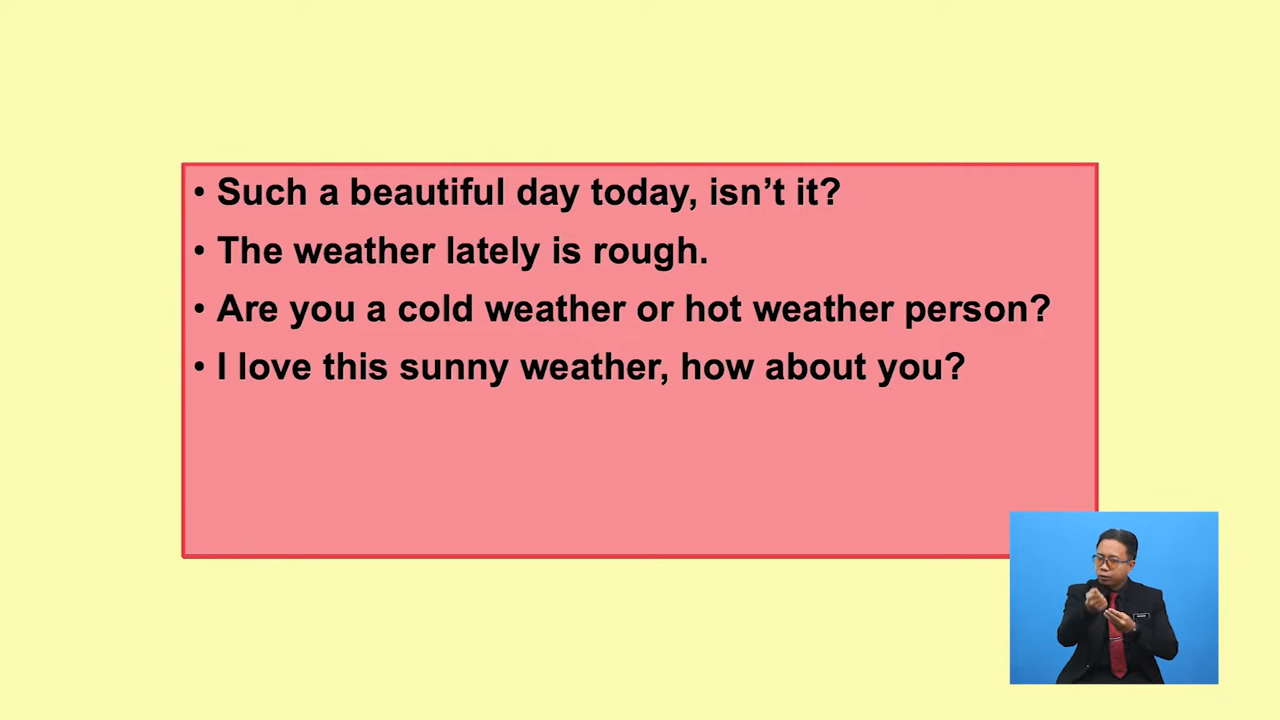 • Such a beautiful day today, isn’t it?
• The weather lately is rough.
• Are you a cold weather or hot weather person?
• I love this sunny weather, how about you?